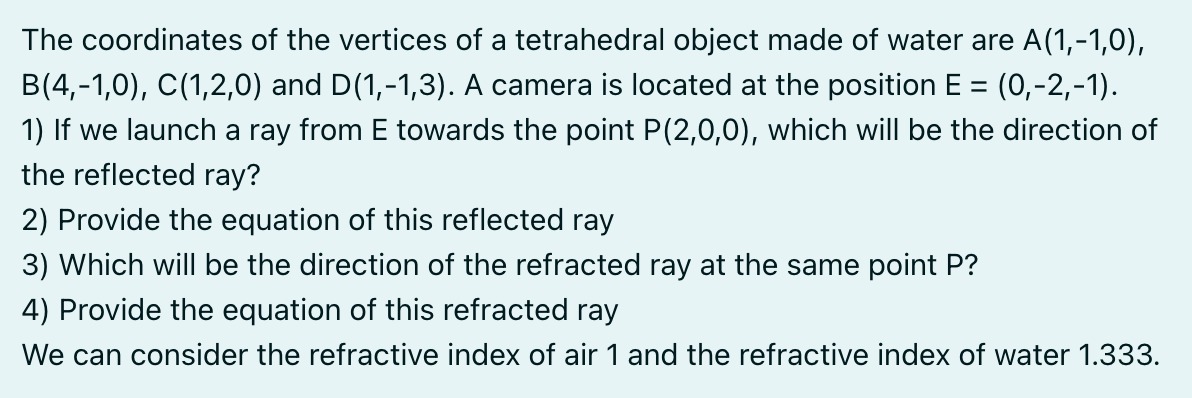 The coordinates of the vertices of a tetrahedral object made of water are A(1,-1,0),
B(4,-1,0), C(1,2,0) and D(1,-1,3). A camera is located at the position E = (0,-2,-1).
1) If we launch a ray from E towards the point P(2,0,0), which will be the direction of
the reflected ray?
2) Provide the equation of this reflected ray
3) Which will be the direction of the refracted ray at the same point P?
4) Provide the equation of this refracted ray
We can consider the refractive index of air 1 and the refractive index of water 1.333.